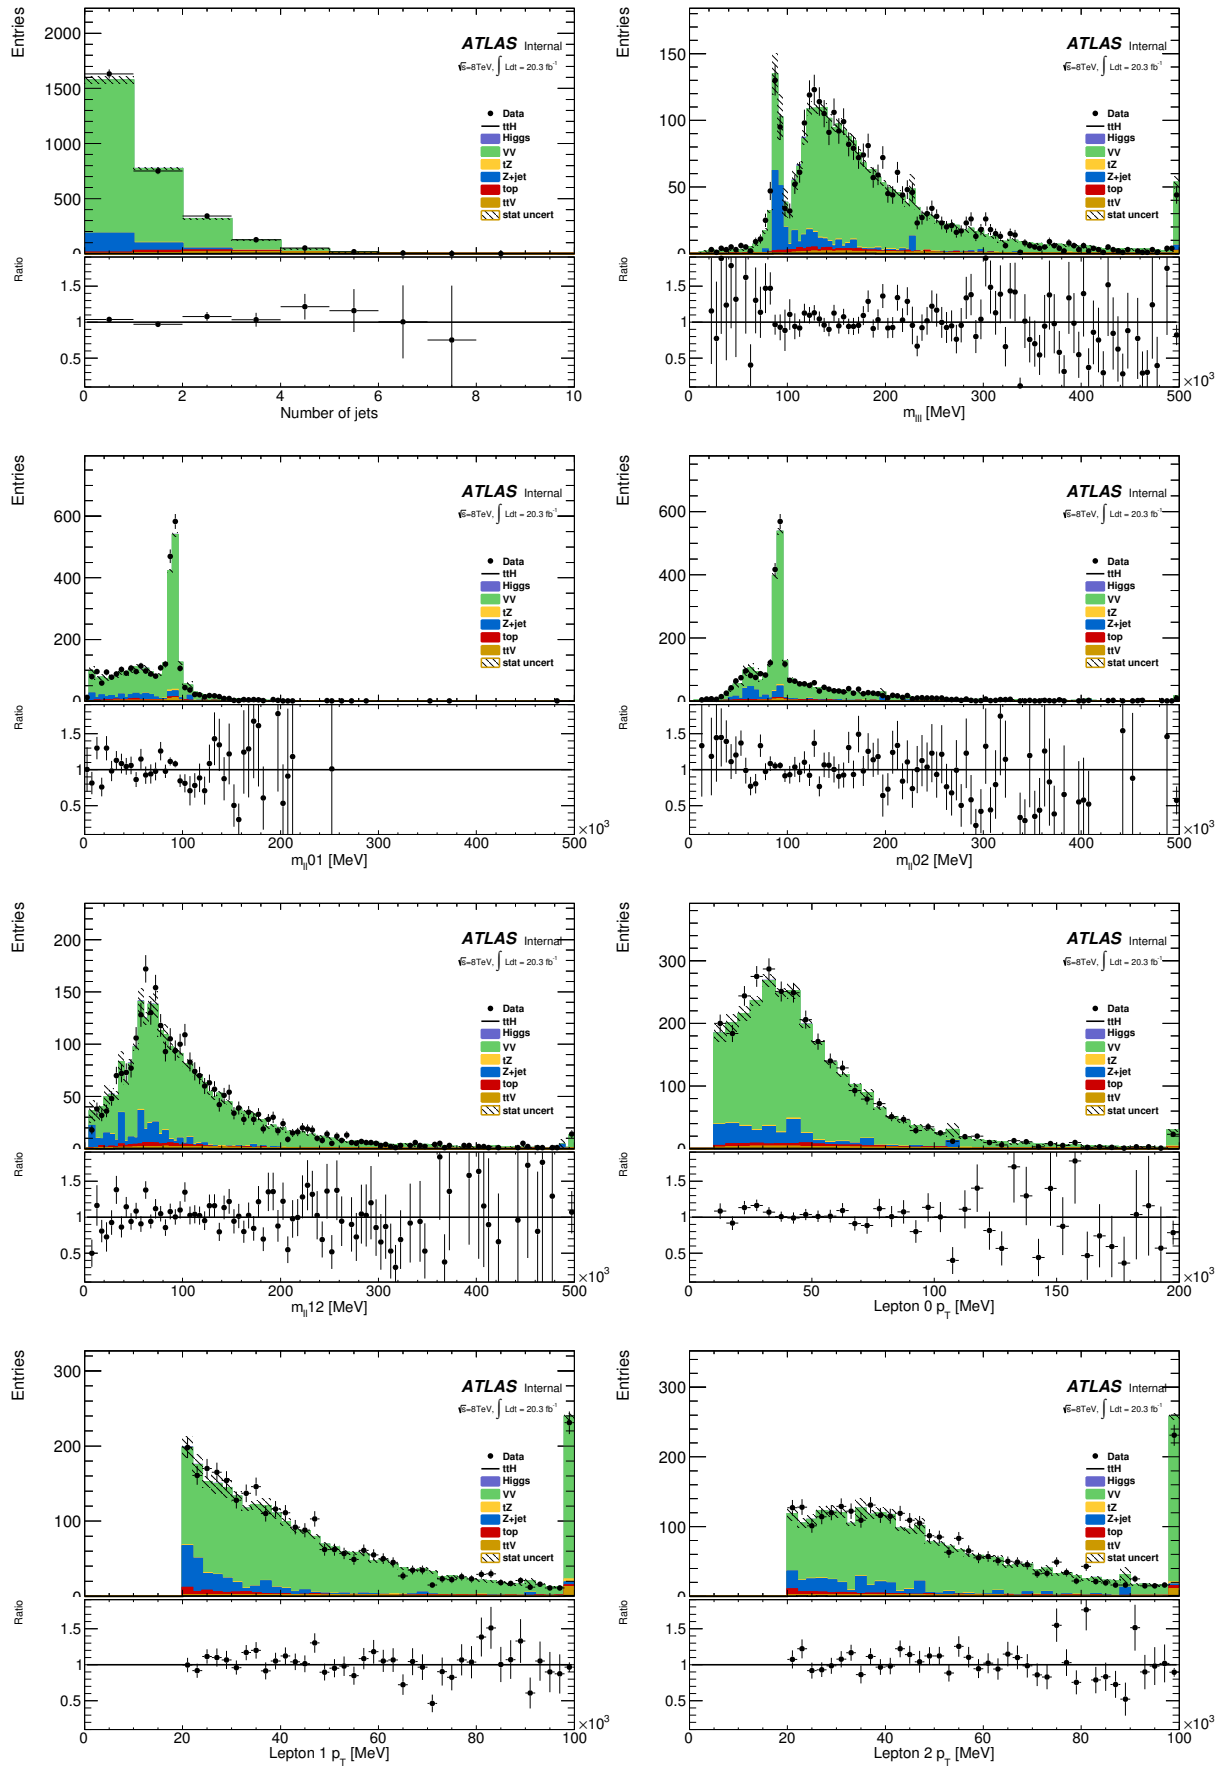 Entries
2000
1500
1000
500
0
ATLAS Internal
√s=8TeV, ∫ Ldt = 20.3 fb⁻¹
Data
ttH
Higgs
VV
tZ
Z+jet
top
ttV
stat uncert
Ratio
1.5
1
0.5
0 2 4 6 8 10
Number of jets
Entries
150
100
50
0
ATLAS Internal
√s=8TeV, ∫ Ldt = 20.3 fb⁻¹
Data
ttH
Higgs
VV
tZ
Z+jet
top
ttV
stat uncert
Ratio
1.5
1
0.5
×10³
0 100 200 300 400 500
m_lll [MeV]
Entries
600
400
200
0
ATLAS Internal
√s=8TeV, ∫ Ldt = 20.3 fb⁻¹
Data
ttH
Higgs
VV
tZ
Z+jet
top
ttV
stat uncert
Ratio
1.5
1
0.5
×10³
0 100 200 300 400 500
m_ll01 [MeV]
Entries
600
400
200
0
ATLAS Internal
√s=8TeV, ∫ Ldt = 20.3 fb⁻¹
Data
ttH
Higgs
VV
tZ
Z+jet
top
ttV
stat uncert
Ratio
1.5
1
0.5
×10³
0 100 200 300 400 500
m_ll02 [MeV]
Entries
200
150
100
50
0
ATLAS Internal
√s=8TeV, ∫ Ldt = 20.3 fb⁻¹
Data
ttH
Higgs
VV
tZ
Z+jet
top
ttV
stat uncert
Ratio
1.5
1
0.5
×10³
0 100 200 300 400 500
m_ll12 [MeV]
Entries
300
200
100
0
ATLAS Internal
√s=8TeV, ∫ Ldt = 20.3 fb⁻¹
Data
ttH
Higgs
VV
tZ
Z+jet
top
ttV
stat uncert
Ratio
1.5
1
0.5
×10³
0 50 100 150 200
Lepton 0 p_T [MeV]
Entries
300
200
100
0
ATLAS Internal
√s=8TeV, ∫ Ldt = 20.3 fb⁻¹
Data
ttH
Higgs
VV
tZ
Z+jet
top
ttV
stat uncert
Ratio
1.5
1
0.5
×10³
0 20 40 60 80 100
Lepton 1 p_T [MeV]
Entries
300
200
100
0
ATLAS Internal
√s=8TeV, ∫ Ldt = 20.3 fb⁻¹
Data
ttH
Higgs
VV
tZ
Z+jet
top
ttV
stat uncert
Ratio
1.5
1
0.5
×10³
0 20 40 60 80 100
Lepton 2 p_T [MeV]